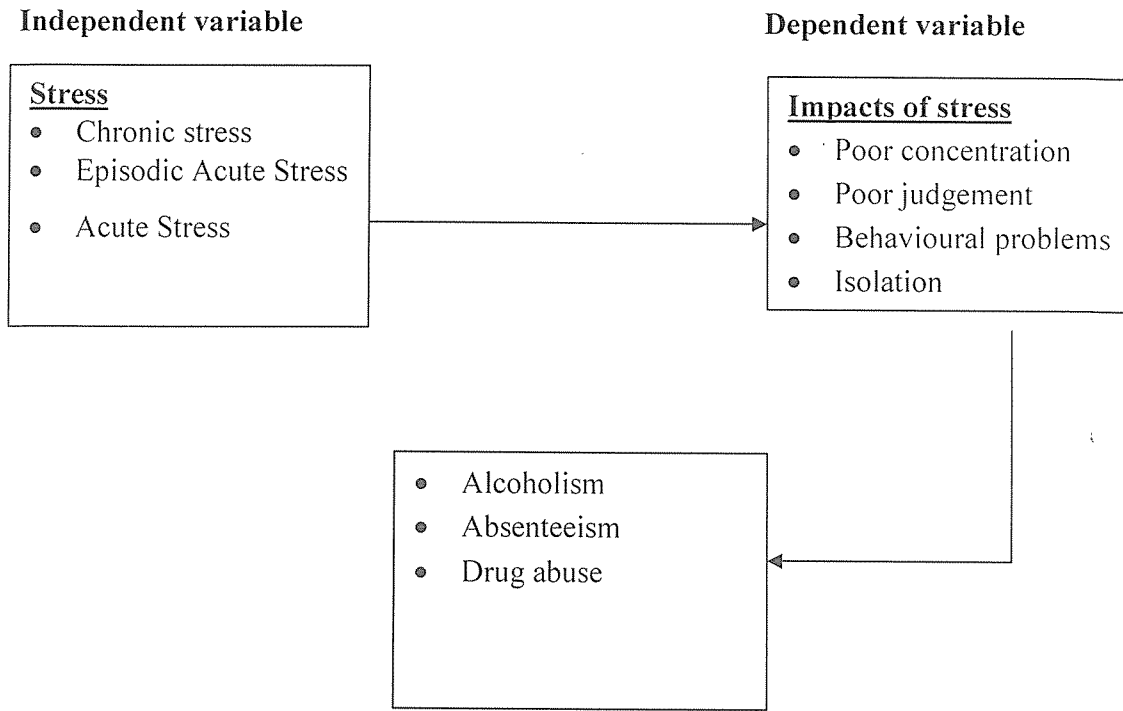 Independent variable
Dependent variable
Stress
• Chronic stress
• Episodic Acute Stress
• Acute Stress
Impacts of stress
• Poor concentration
• Poor judgement
• Behavioural problems
• Isolation
• Alcoholism
• Absenteeism
• Drug abuse